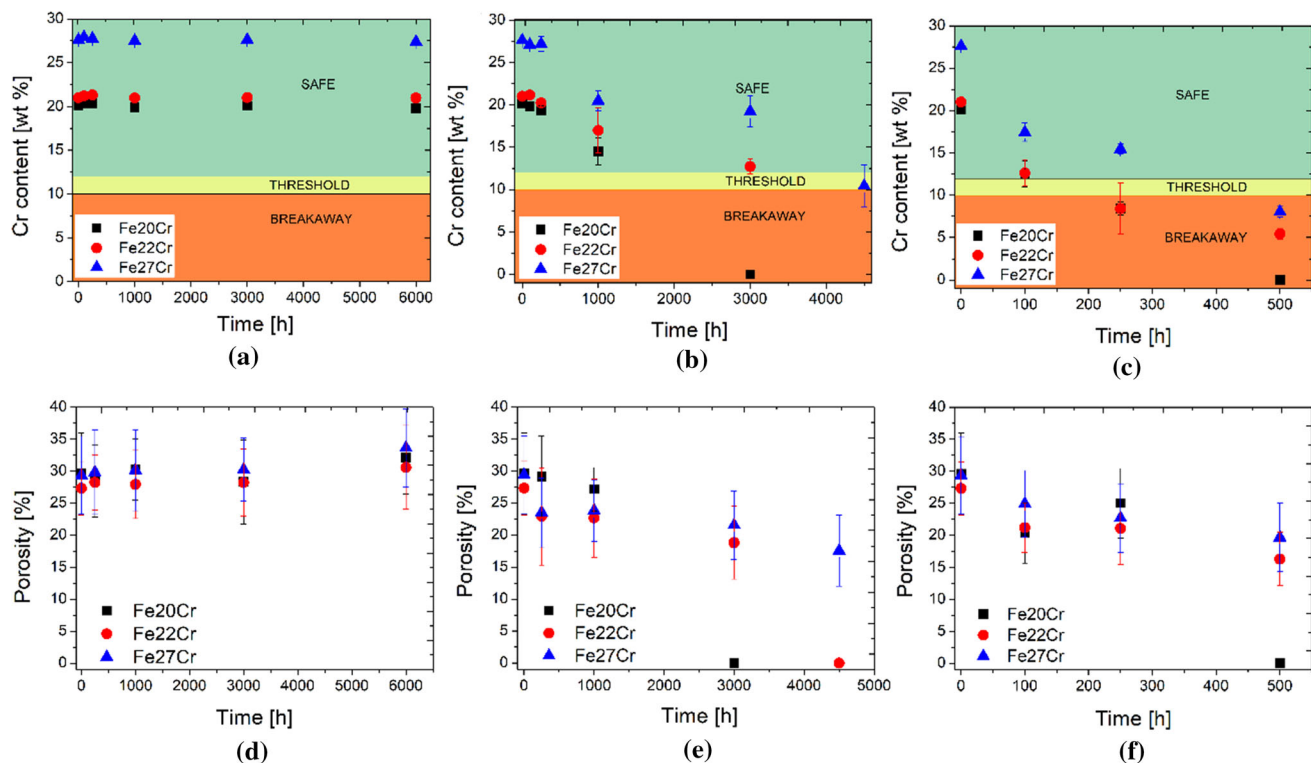 30
25
20
15
10
5
0
Cr content [wt %]
SAFE
THRESHOLD
BREAKAWAY
Fe20Cr
Fe22Cr
Fe27Cr
0 1000 2000 3000 4000 5000 6000
Time [h]
(a)
30
25
20
15
10
5
0
Cr content [wt %]
SAFE
THRESHOLD
BREAKAWAY
Fe20Cr
Fe22Cr
Fe27Cr
0 1000 2000 3000 4000
Time [h]
(b)
30
25
20
15
10
5
0
Cr content [wt %]
SAFE
THRESHOLD
BREAKAWAY
Fe20Cr
Fe22Cr
Fe27Cr
0 100 200 300 400 500
Time [h]
(c)
40
35
30
25
20
15
10
5
0
Porosity [%]
Fe20Cr
Fe22Cr
Fe27Cr
0 1000 2000 3000 4000 5000 6000
Time [h]
(d)
40
35
30
25
20
15
10
5
0
Porosity [%]
Fe20Cr
Fe22Cr
Fe27Cr
0 1000 2000 3000 4000 5000
Time [h]
(e)
40
35
30
25
20
15
10
5
0
Porosity [%]
Fe20Cr
Fe22Cr
Fe27Cr
0 100 200 300 400 500
Time [h]
(f)